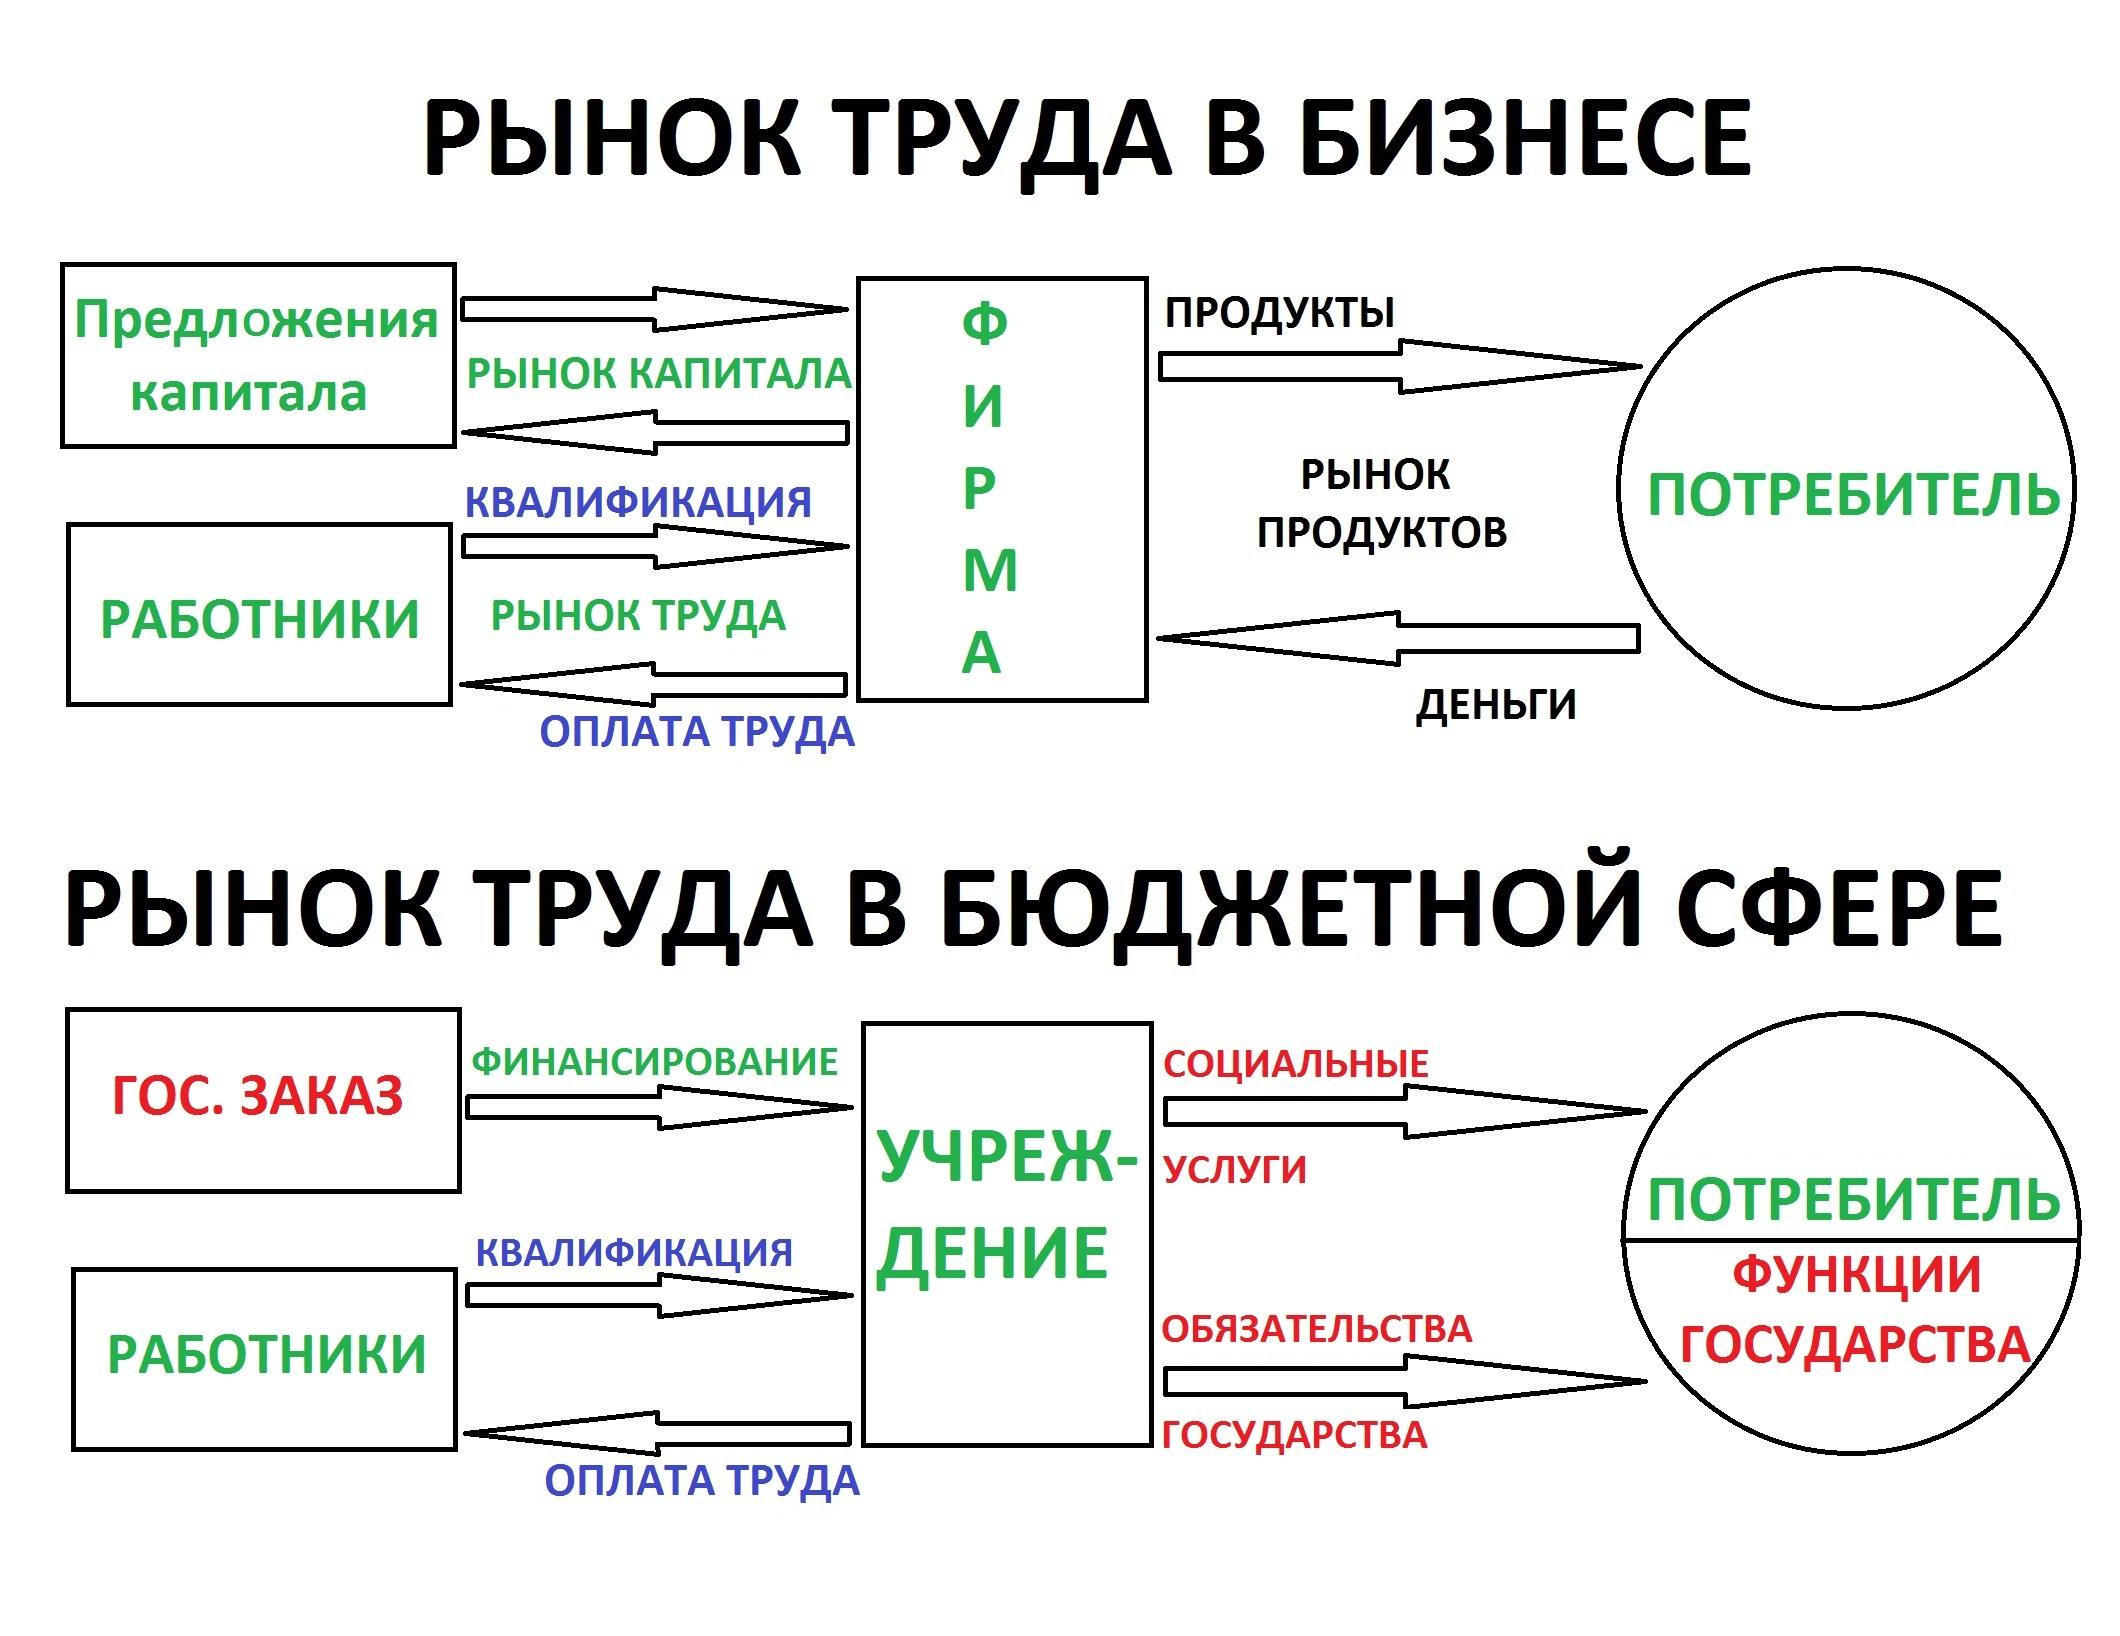 РЫНОК ТРУДА В БИЗНЕСЕ
Предложения
капитала
РЫНОК КАПИТАЛА
КВАЛИФИКАЦИЯ
РАБОТНИКИ
РЫНОК ТРУДА
ОПЛАТА ТРУДА
Ф
И
Р
М
А
ПРОДУКТЫ
РЫНОК
ПРОДУКТОВ
ДЕНЬГИ
ПОТРЕБИТЕЛЬ
РЫНОК ТРУДА В БЮДЖЕТНОЙ СФЕРЕ
ГОС. ЗАКАЗ
ФИНАНСИРОВАНИЕ
КВАЛИФИКАЦИЯ
РАБОТНИКИ
ОПЛАТА ТРУДА
УЧРЕЖ-
ДЕНИЕ
СОЦИАЛЬНЫЕ
УСЛУГИ
ОБЯЗАТЕЛЬСТВА
ГОСУДАРСТВА
ПОТРЕБИТЕЛЬ
ФУНКЦИИ
ГОСУДАРСТВА